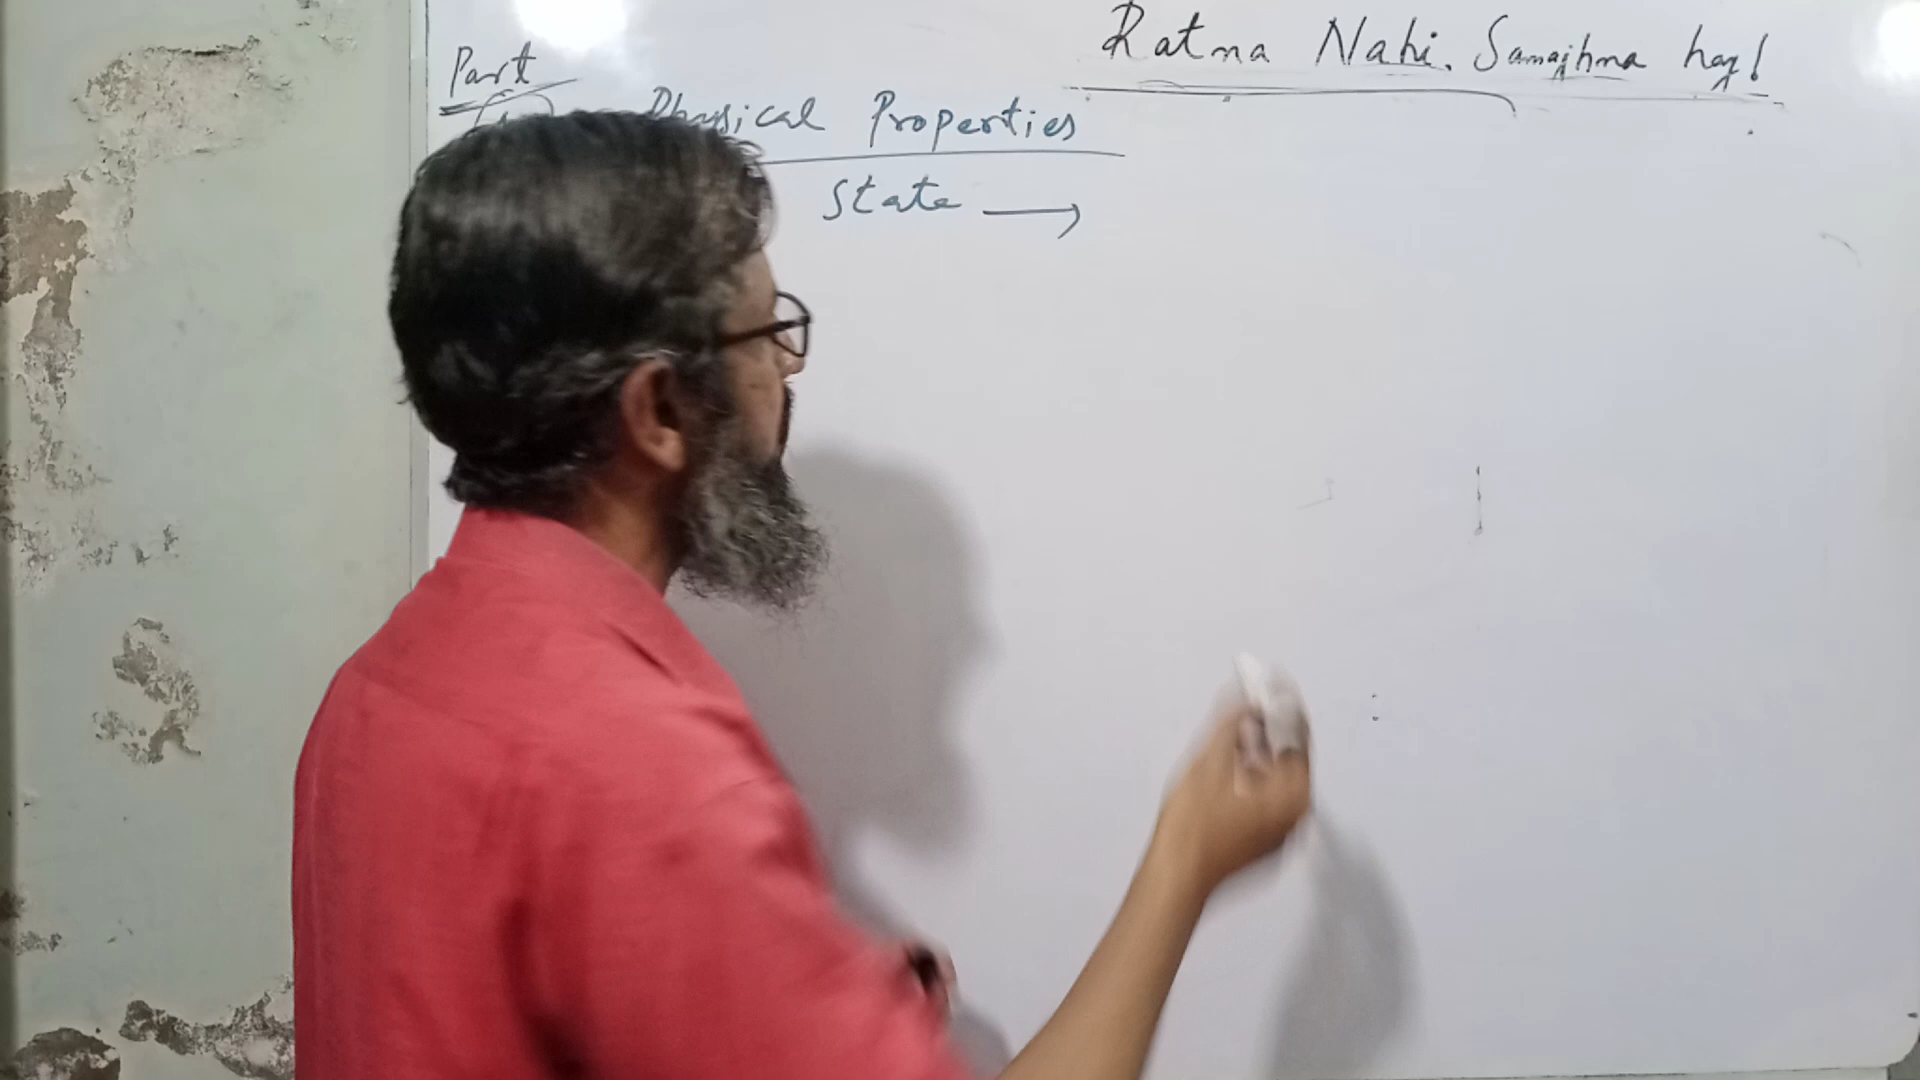 Ratna Nahi. Samajhna hay!
Part
Physical Properties
State →